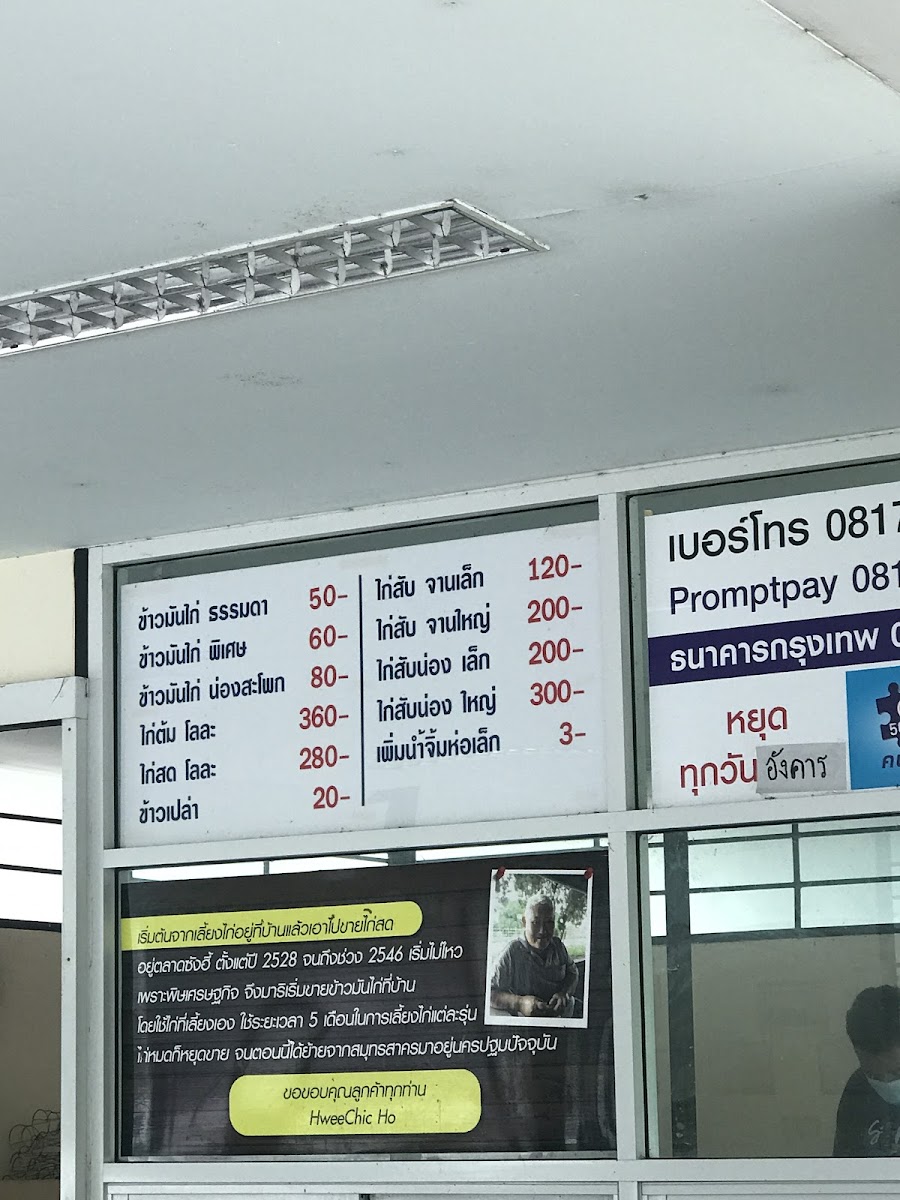 ข้าวมันไก่ ธรรมดา 50-
ข้าวมันไก่ พิเศษ 60-
ข้าวมันไก่ น่องสะโพก 80-
ไก่ต้ม โลละ 360-
ไก่สด โลละ 280-
ข้าวเปล่า 20-
ไก่สับ จานเล็ก 120-
ไก่สับ จานใหญ่ 200-
ไก่สับน่อง เล็ก 200-
ไก่สับน่อง ใหญ่ 300-
เพิ่มน้ำจิ้มห่อเล็ก 3-
เบอร์โทร 0817
Promptpay 081
ธนาคารกรุงเทพ 0
หยุด
ทุกวัน อังคาร
เริ่มต้นจากเลี้ยงไก่อยู่ที่บ้านแล้วเอาไปขายไก่สด
อยู่ตลาดซังฮี้ ตั้งแต่ปี 2528 จนถึงช่วง 2546 เริ่มไม่ไหว
เพราะพิษเศรษฐกิจ จึงมาริเริ่มขายข้าวมันไก่ที่บ้าน
โดยใช้ไก่ที่เลี้ยงเอง ใช้ระยะเวลา 5 เดือนในการเลี้ยงไก่แต่ละรุ่น
ไก่หมดก็หยุดขาย จนตอนนี้ได้ย้ายจากสมุทรสาครมาอยู่นครปฐมปัจจุบัน
ขอขอบคุณลูกค้าทุกท่าน
HweeChic Ho